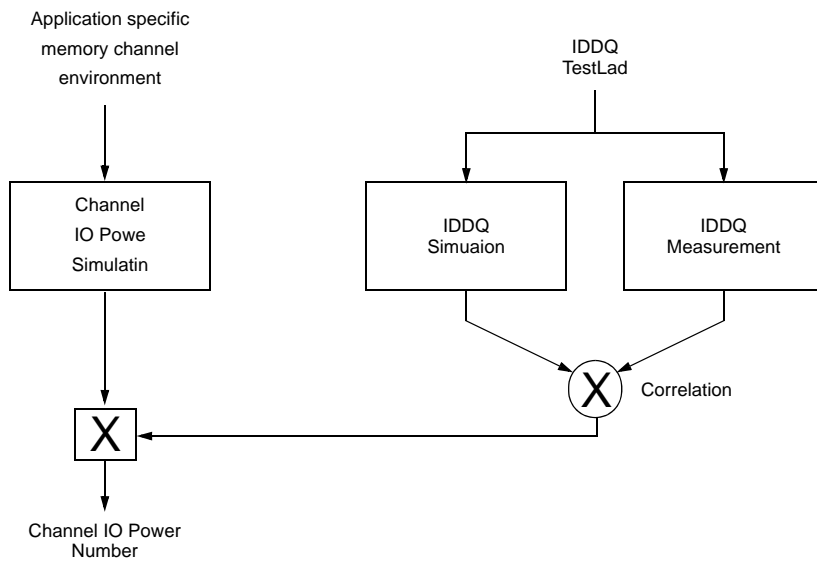 Application specific
memory channel
environment
IDDQ
TestLad
Channel
IO Powe
Simulatin
IDDQ
Simuaion
IDDQ
Measurement
X
Correlation
X
Channel IO Power
Number